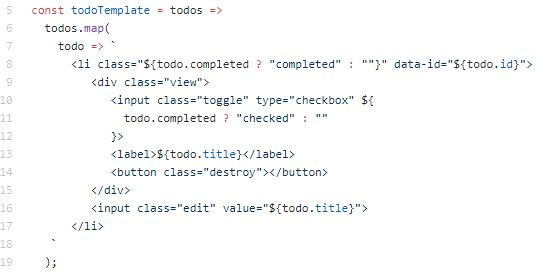 5 const todoTemplate = todos =>
6 todos.map(
7 todo => `
8 <li class="${todo.completed ? "completed" : ""}" data-id="${todo.id}">
9 <div class="view">
10 <input class="toggle" type="checkbox" ${
11 todo.completed ? "checked" : ""
12 }>
13 <label>${todo.title}</label>
14 <button class="destroy"></button>
15 </div>
16 <input class="edit" value="${todo.title}">
17 </li>
18 `
19 );